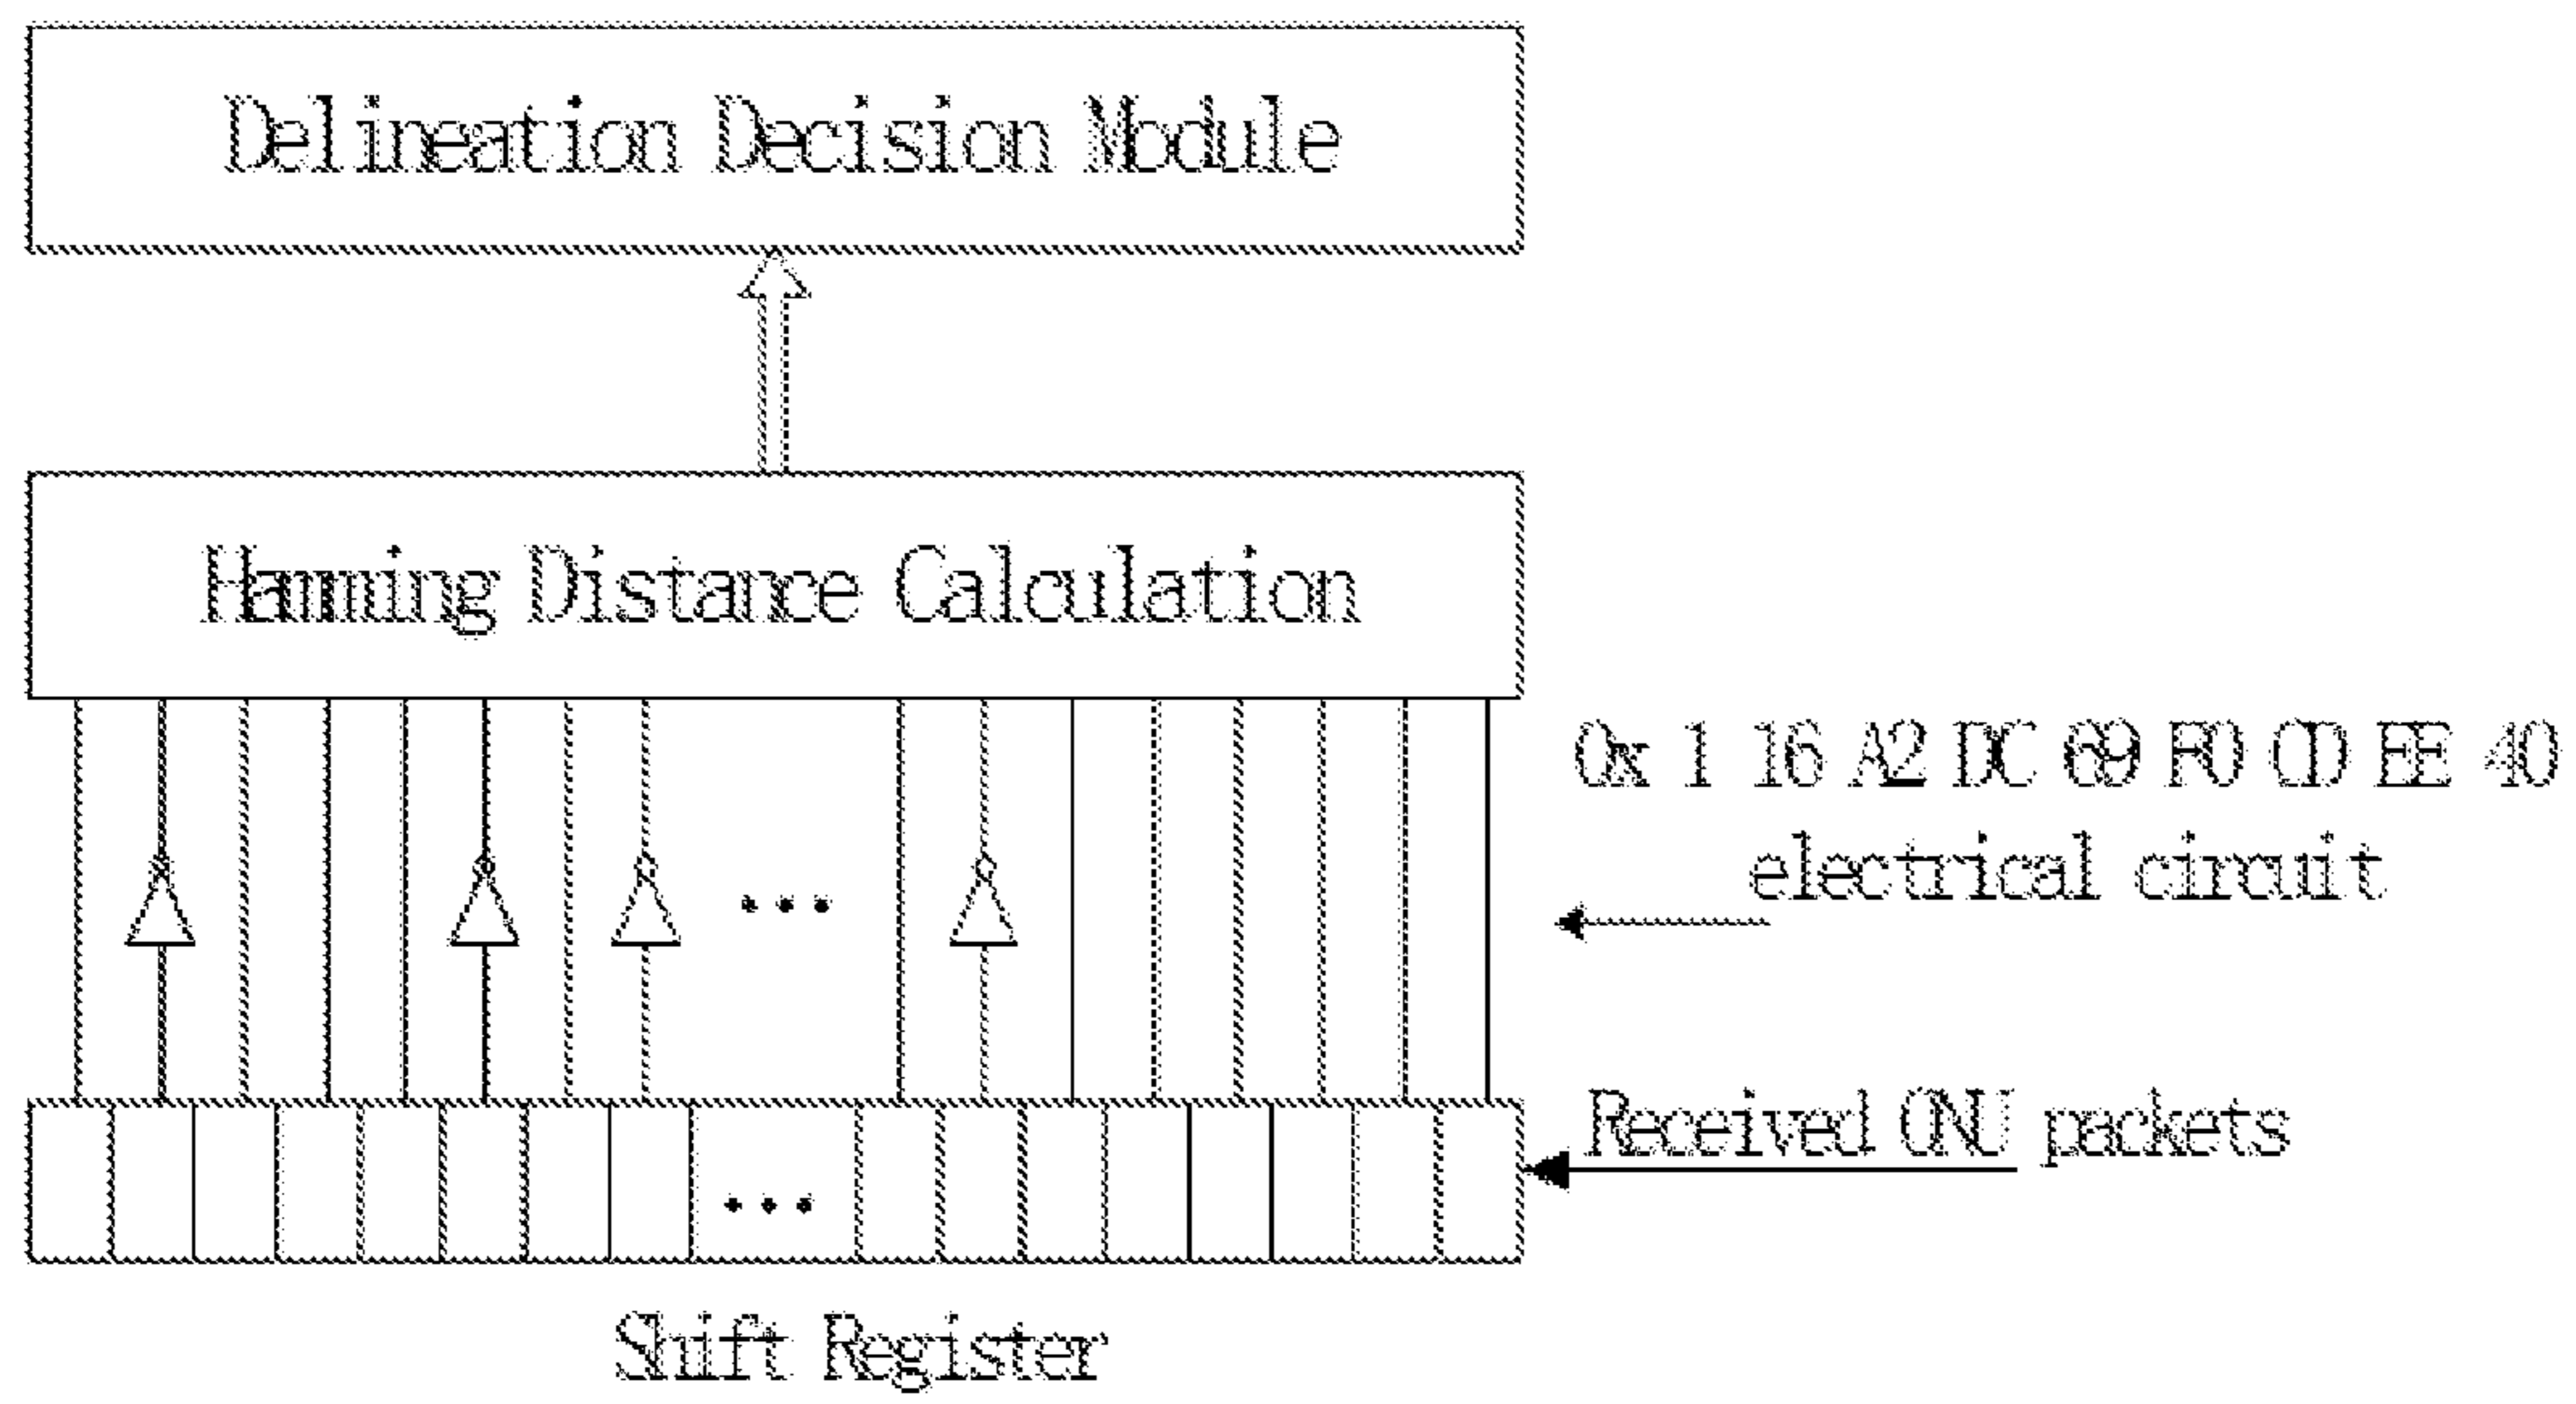 Delineation Decision Module
Hamming Distance Calculation
0x 1 16 A2 DC 69 F0 CD EE 40
electrical circuit
Received ONU packets
Shift Register